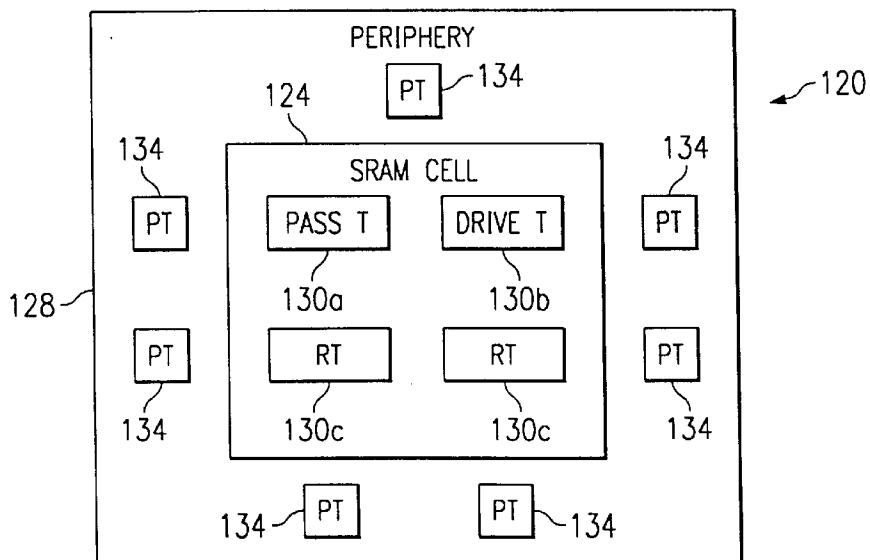 PERIPHERY
PT 134
120
124
134
134
SRAM CELL
PT
PASS T
DRIVE T
PT
128
130a
130b
PT
RT
RT
PT
134
130c
130c
134
134 PT
PT 134